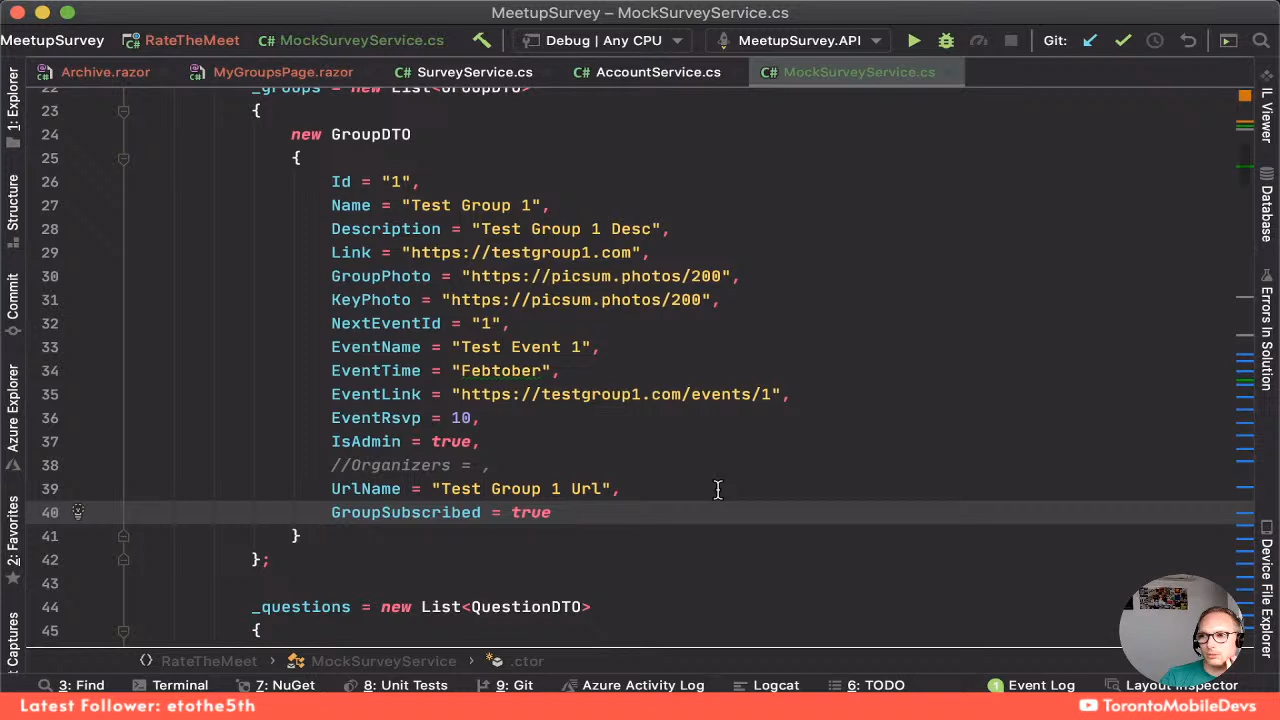 MeetupSurvey – MockSurveyService.cs
MeetupSurvey RateTheMeet MockSurveyService.cs Debug | Any CPU MeetupSurvey.API Git:
Archive.razor MyGroupsPage.razor C# SurveyService.cs C# AccountService.cs C# MockSurveyService.cs
22 _groups = new List<GroupDTO>
23 {
24 new GroupDTO
25 {
26 Id = "1",
27 Name = "Test Group 1",
28 Description = "Test Group 1 Desc",
29 Link = "https://testgroup1.com",
30 GroupPhoto = "https://picsum.photos/200",
31 KeyPhoto = "https://picsum.photos/200",
32 NextEventId = "1",
33 EventName = "Test Event 1",
34 EventTime = "Febtober",
35 EventLink = "https://testgroup1.com/events/1",
36 EventRsvp = 10,
37 IsAdmin = true,
38 //Organizers = ,
39 UrlName = "Test Group 1 Url",
40 GroupSubscribed = true
41 }
42 };
43
44 _questions = new List<QuestionDTO>
45 {
1: Explorer
Structure
Commit
Azure Explorer
2: Favorites
Captures
IL Viewer
Database
Errors In Solution
Device File Explorer
RateTheMeet > MockSurveyService > .ctor
3: Find Terminal 7: NuGet 8: Unit Tests 9: Git Azure Activity Log Logcat 6: TODO 1 Event Log Layout Inspector
Latest Follower: etothe5th TorontoMobileDevs